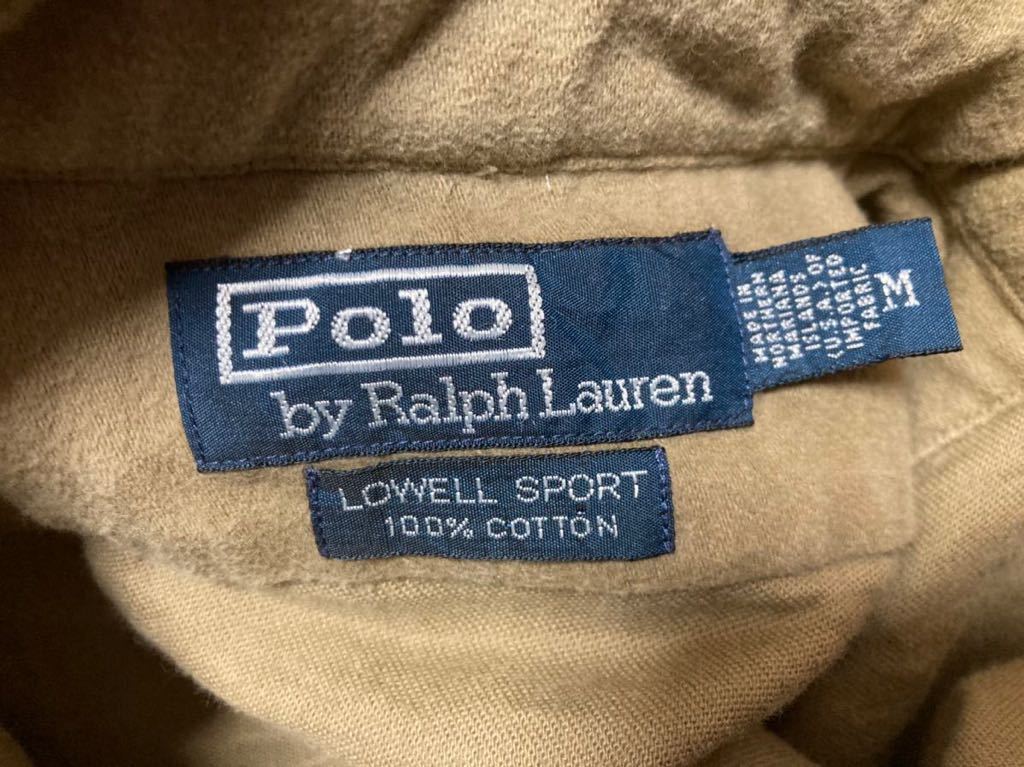 Polo
by Ralph Lauren
LOWELL SPORT
100% COTTON
MADE IN
NORTHERN
MARIANA
ISLANDS OF
(U.S.A.)
IMPORTED
FABRIC
M